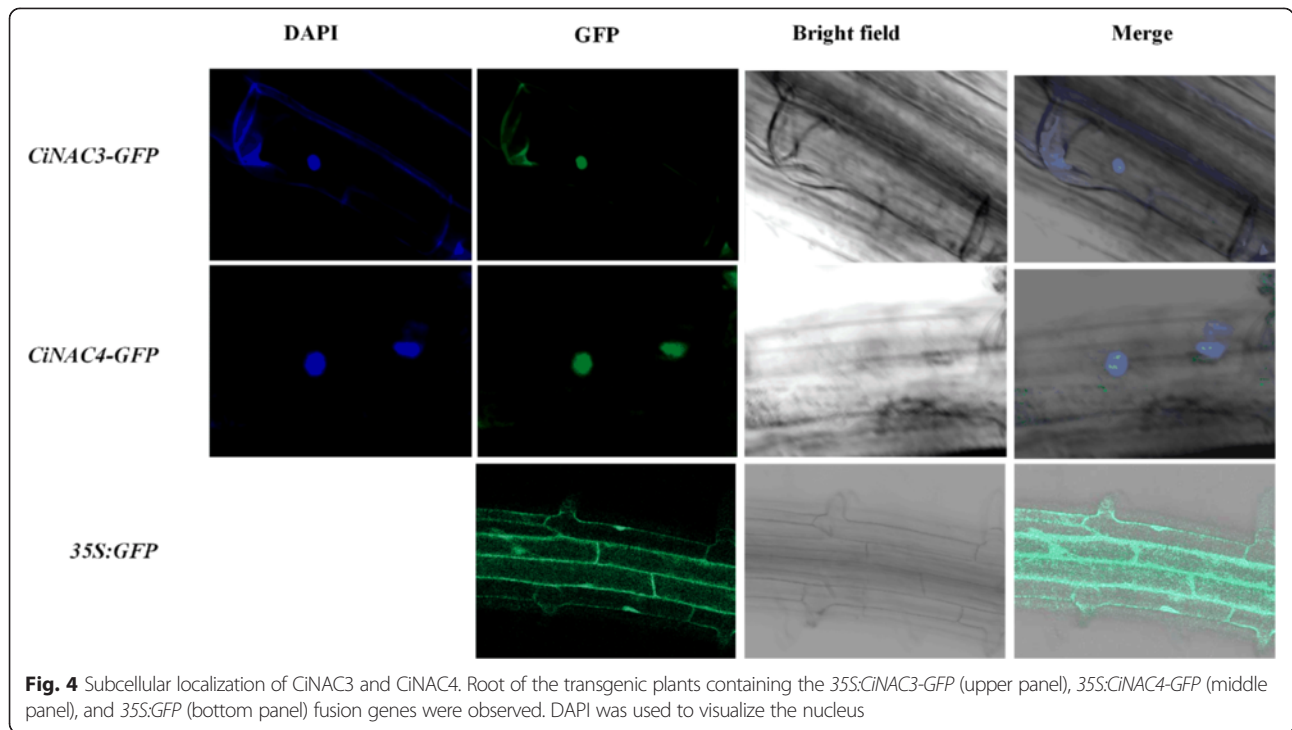 DAPI GFP Bright field Merge
CiNAC3-GFP
CiNAC4-GFP
35S:GFP
Fig. 4 Subcellular localization of CiNAC3 and CiNAC4. Root of the transgenic plants containing the 35S:CiNAC3-GFP (upper panel), 35S:CiNAC4-GFP (middle
panel), and 35S:GFP (bottom panel) fusion genes were observed. DAPI was used to visualize the nucleus